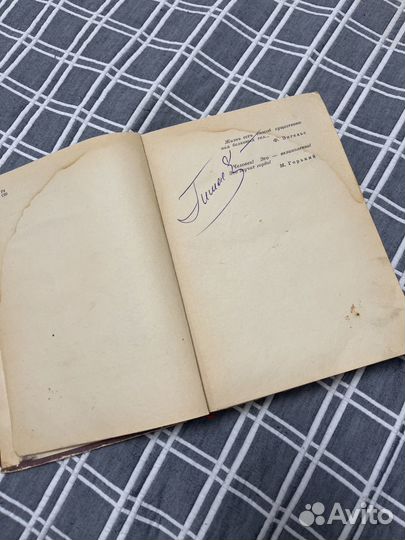 Жизнь есть способ существования
белковых тел...
Ф. Энгельс
Человек! Это — великолепно!
Это звучит гордо!
М. Горький
Avito